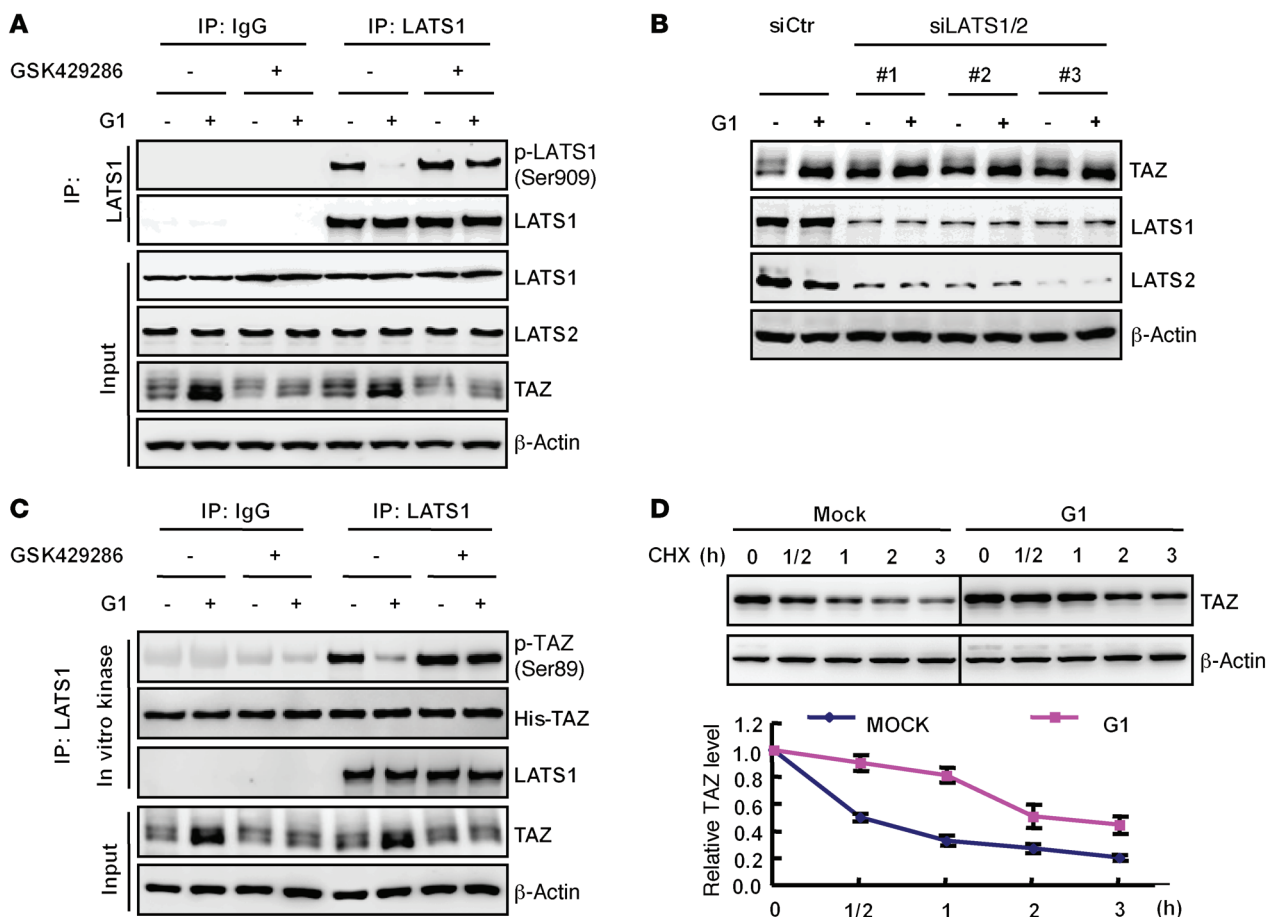 A
IP: IgG IP: LATS1
GSK429286 - + - +
G1 - + - + - + - +
IP: LATS1
p-LATS1 (Ser909)
LATS1
Input
LATS1
LATS2
TAZ
β-Actin
B
siCtr siLATS1/2
#1 #2 #3
G1 - + - + - + - +
TAZ
LATS1
LATS2
β-Actin
C
IP: IgG IP: LATS1
GSK429286 - + - +
G1 - + - + - + - +
IP: LATS1
In vitro kinase
p-TAZ (Ser89)
His-TAZ
LATS1
Input
TAZ
β-Actin
D
Mock G1
CHX (h) 0 1/2 1 2 3 0 1/2 1 2 3
TAZ
β-Actin
MOCK G1
Relative TAZ level
1.2
1.0
0.8
0.6
0.4
0.2
0.0
0 1/2 1 2 3 (h)